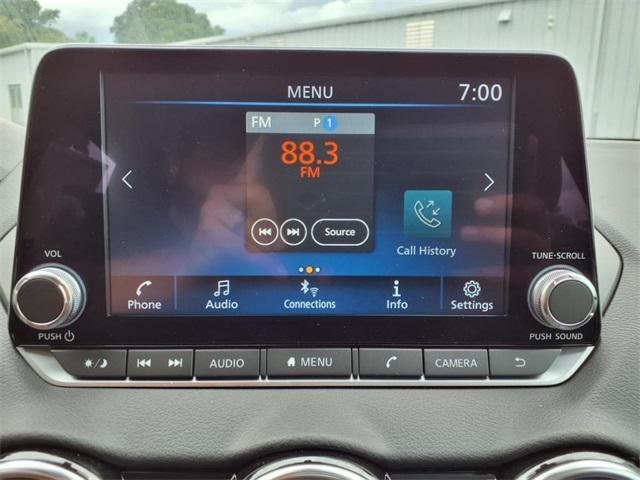 MENU 7:00
FM P 1
88.3
FM
Source
Call History
VOL
TUNE·SCROLL
Phone Audio Connections Info Settings
PUSH
PUSH SOUND
AUDIO MENU CAMERA